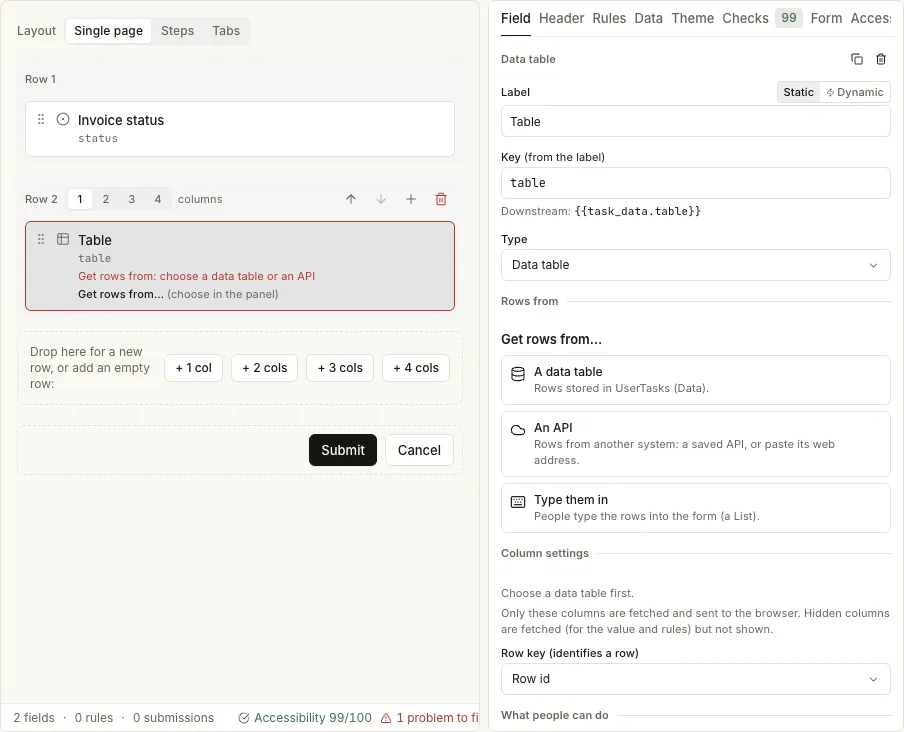 Layout Single page Steps Tabs
Row 1
Invoice status
status
Row 2 1 2 3 4 columns
Table
table
Get rows from: choose a data table or an API
Get rows from... (choose in the panel)
Drop here for a new
row, or add an empty
row:
+ 1 col + 2 cols + 3 cols + 4 cols
Submit Cancel
2 fields · 0 rules · 0 submissions Accessibility 99/100 1 problem to fi
Field Header Rules Data Theme Checks 99 Form Access
Data table
Label Static Dynamic
Table
Key (from the label)
table
Downstream: {{task_data.table}}
Type
Data table
Rows from
Get rows from...
A data table
Rows stored in UserTasks (Data).
An API
Rows from another system: a saved API, or paste its web
address.
Type them in
People type the rows into the form (a List).
Column settings
Choose a data table first.
Only these columns are fetched and sent to the browser. Hidden columns
are fetched (for the value and rules) but not shown.
Row key (identifies a row)
Row id
What people can do